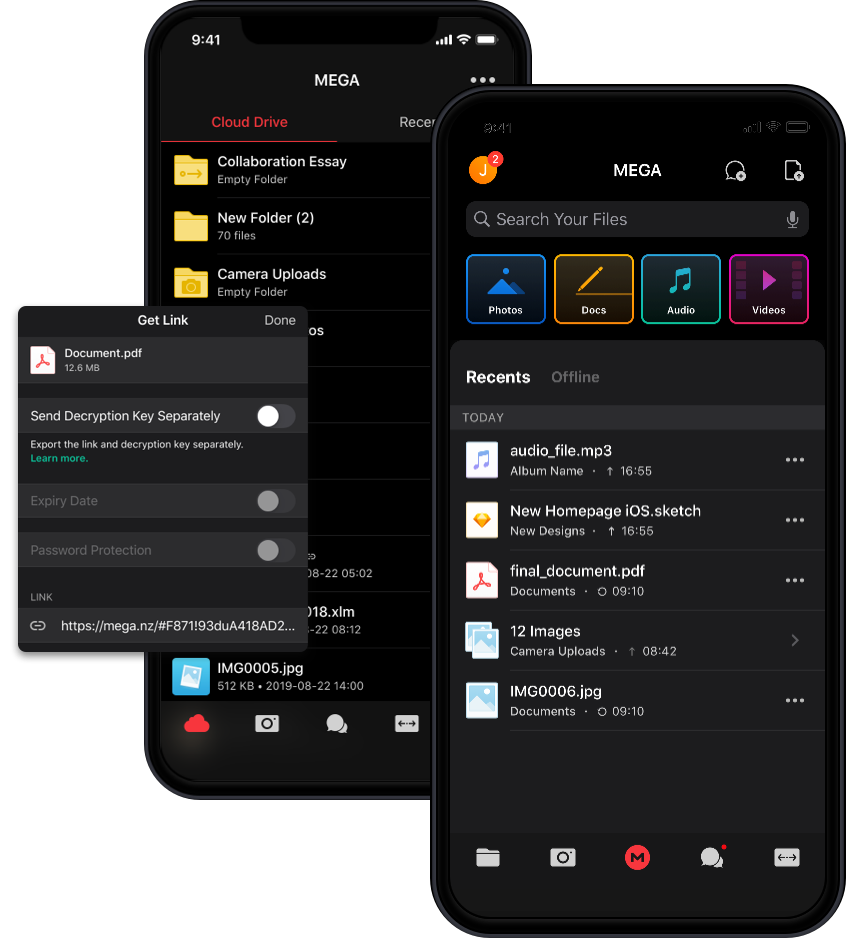 9:41
MEGA
Cloud Drive
Recen
Collaboration Essay
Empty Folder
New Folder (2)
70 files
Camera Uploads
Empty Folder
os
08-22 05:02
018.xlm
-22 08:12
IMG0005.jpg
512 KB • 2019-08-22 14:00
Get Link
Done
Document.pdf
12.6 MB
Send Decryption Key Separately
Export the link and decryption key separately.
Learn more.
Expiry Date
Password Protection
LINK
https://mega.nz/#F871!93duA418AD2...
9:41
J
2
MEGA
Search Your Files
Photos
Docs
Audio
Videos
Recents
Offline
TODAY
audio_file.mp3
Album Name · ↑ 16:55
New Homepage iOS.sketch
New Designs · ↑ 16:55
final_document.pdf
Documents · 09:10
12 Images
Camera Uploads · ↑ 08:42
IMG0006.jpg
Documents · 09:10
M